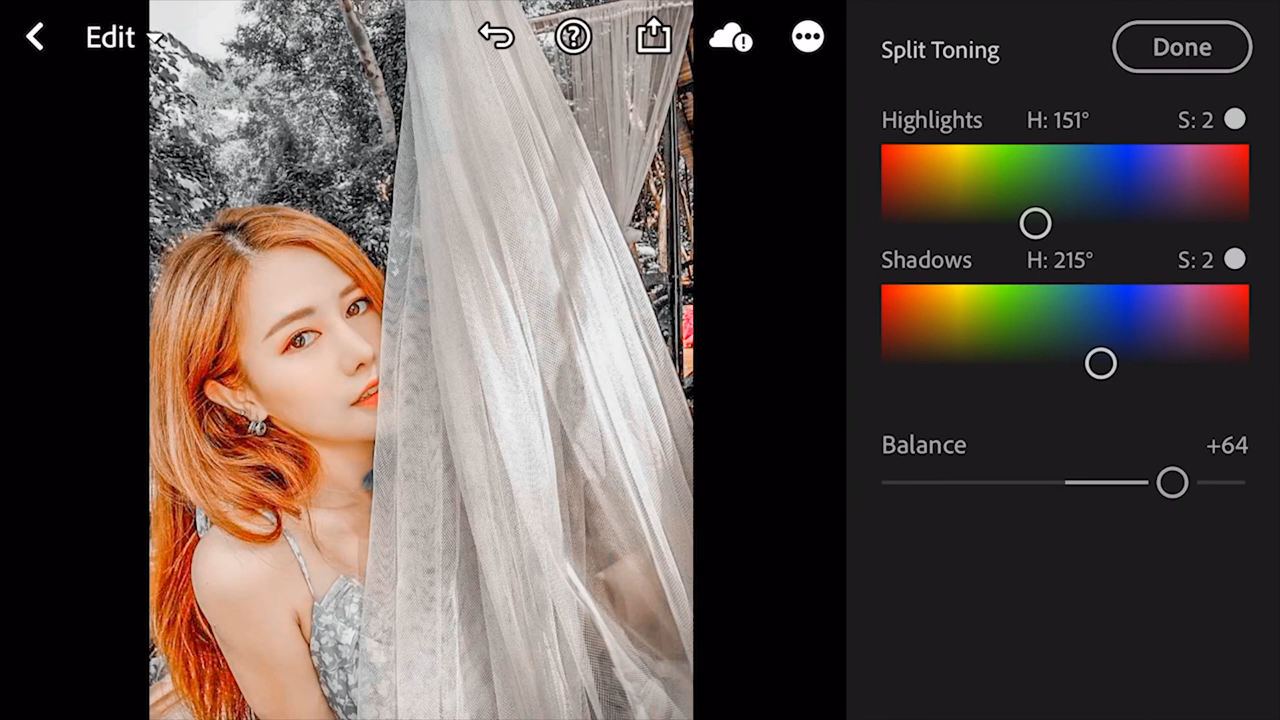 Edit
Split Toning
Done
Highlights H: 151° S: 2
Shadows H: 215° S: 2
Balance +64